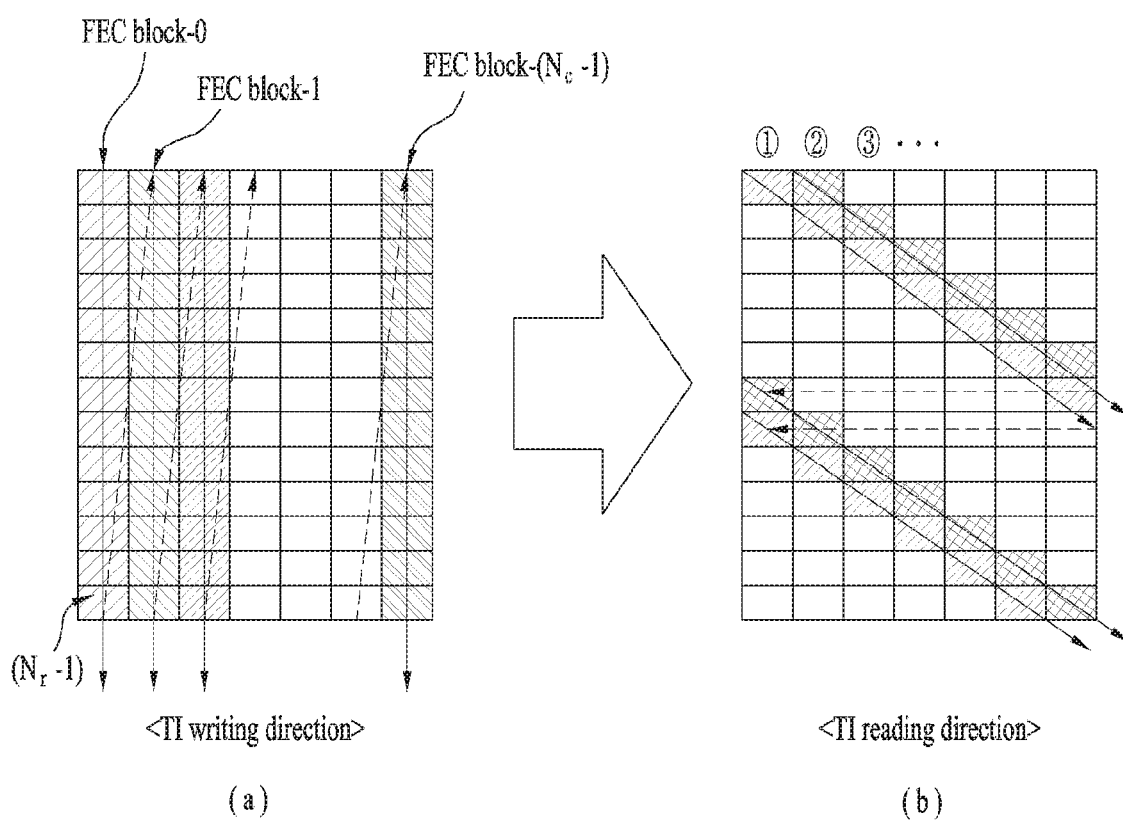 FEC block-0
FEC block-1
FEC block-(N_c -1)
① ② ③ · · ·
(N_r -1)
<TI writing direction>
<TI reading direction>
(a)
(b)